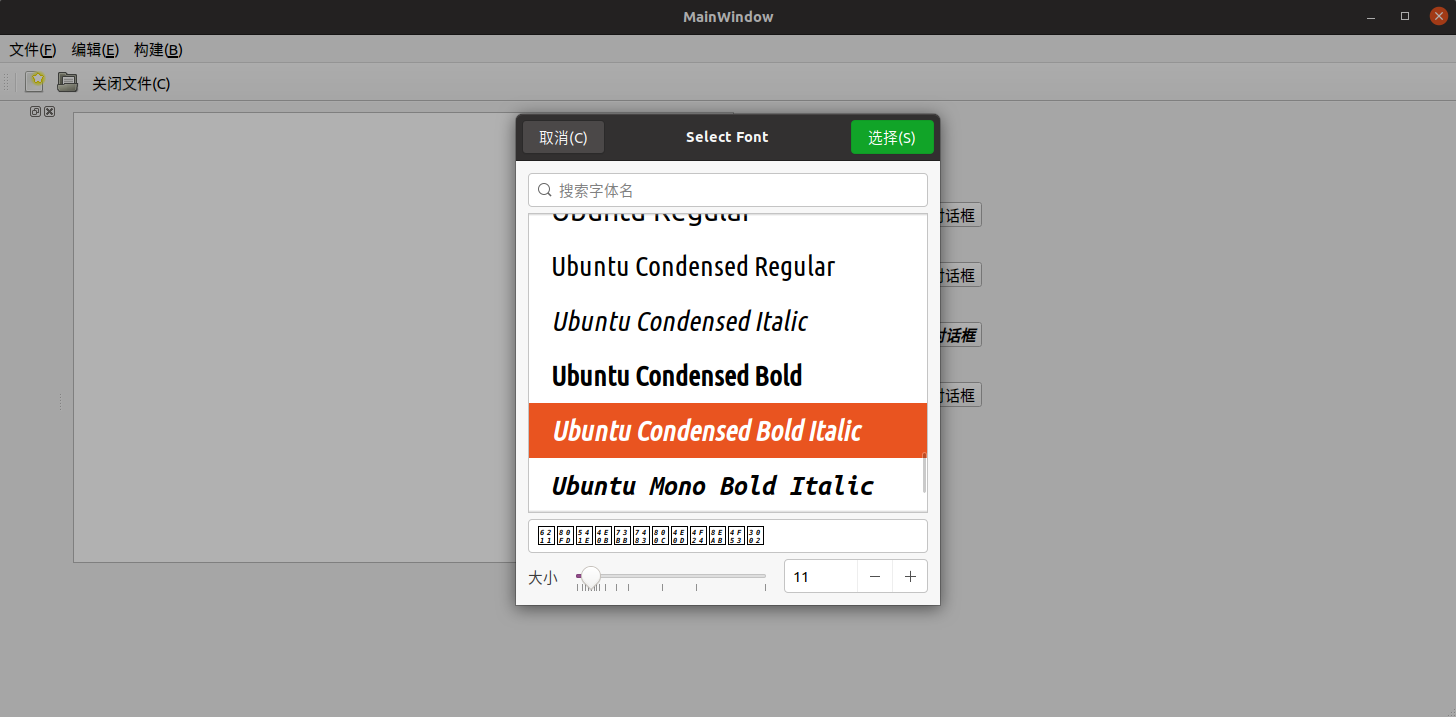 MainWindow
文件(F) 编辑(E) 构建(B)
关闭文件(C)
取消(C) Select Font 选择(S)
搜索字体名
Ubuntu Regular
Ubuntu Condensed Regular
Ubuntu Condensed Italic
Ubuntu Condensed Bold
Ubuntu Condensed Bold Italic
Ubuntu Mono Bold Italic
大小 11
对话框
对话框
对话框
对话框